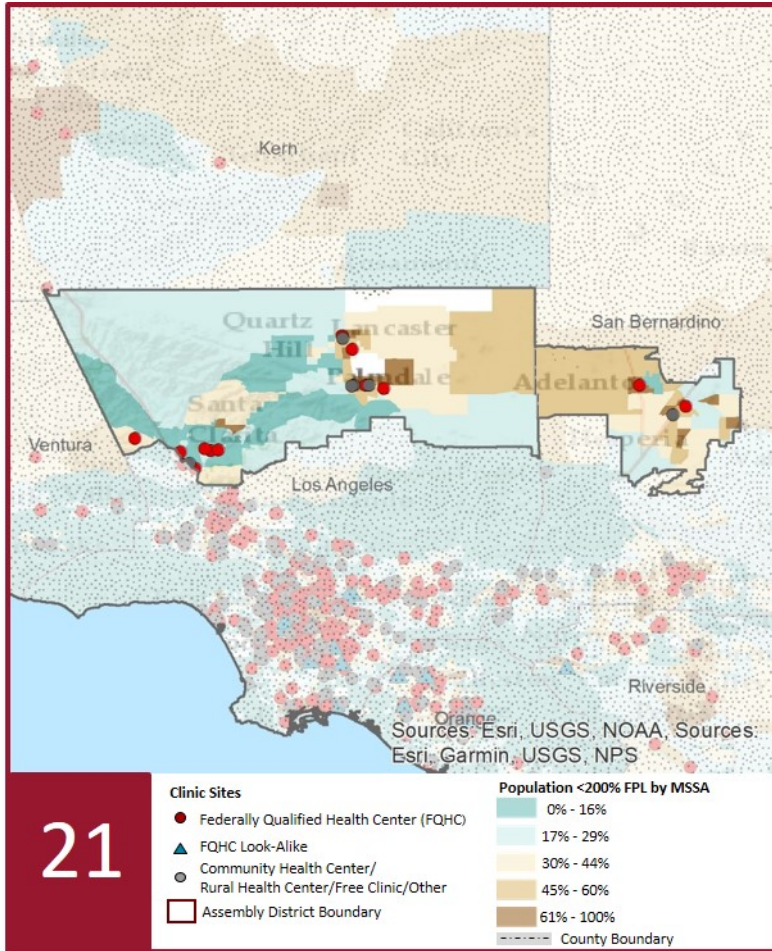 Kern
Quartz
Hill
Lancaster
San Bernardino
Palmdale
Adelanto
Santa
Clarita
Ventura
Los Angeles
Riverside
Orange
Sources: Esri, USGS, NOAA, Sources:
Esri, Garmin, USGS, NPS
21
Clinic Sites
Federally Qualified Health Center (FQHC)
FQHC Look-Alike
Community Health Center/
Rural Health Center/Free Clinic/Other
Assembly District Boundary
Population <200% FPL by MSSA
0% - 16%
17% - 29%
30% - 44%
45% - 60%
61% - 100%
County Boundary